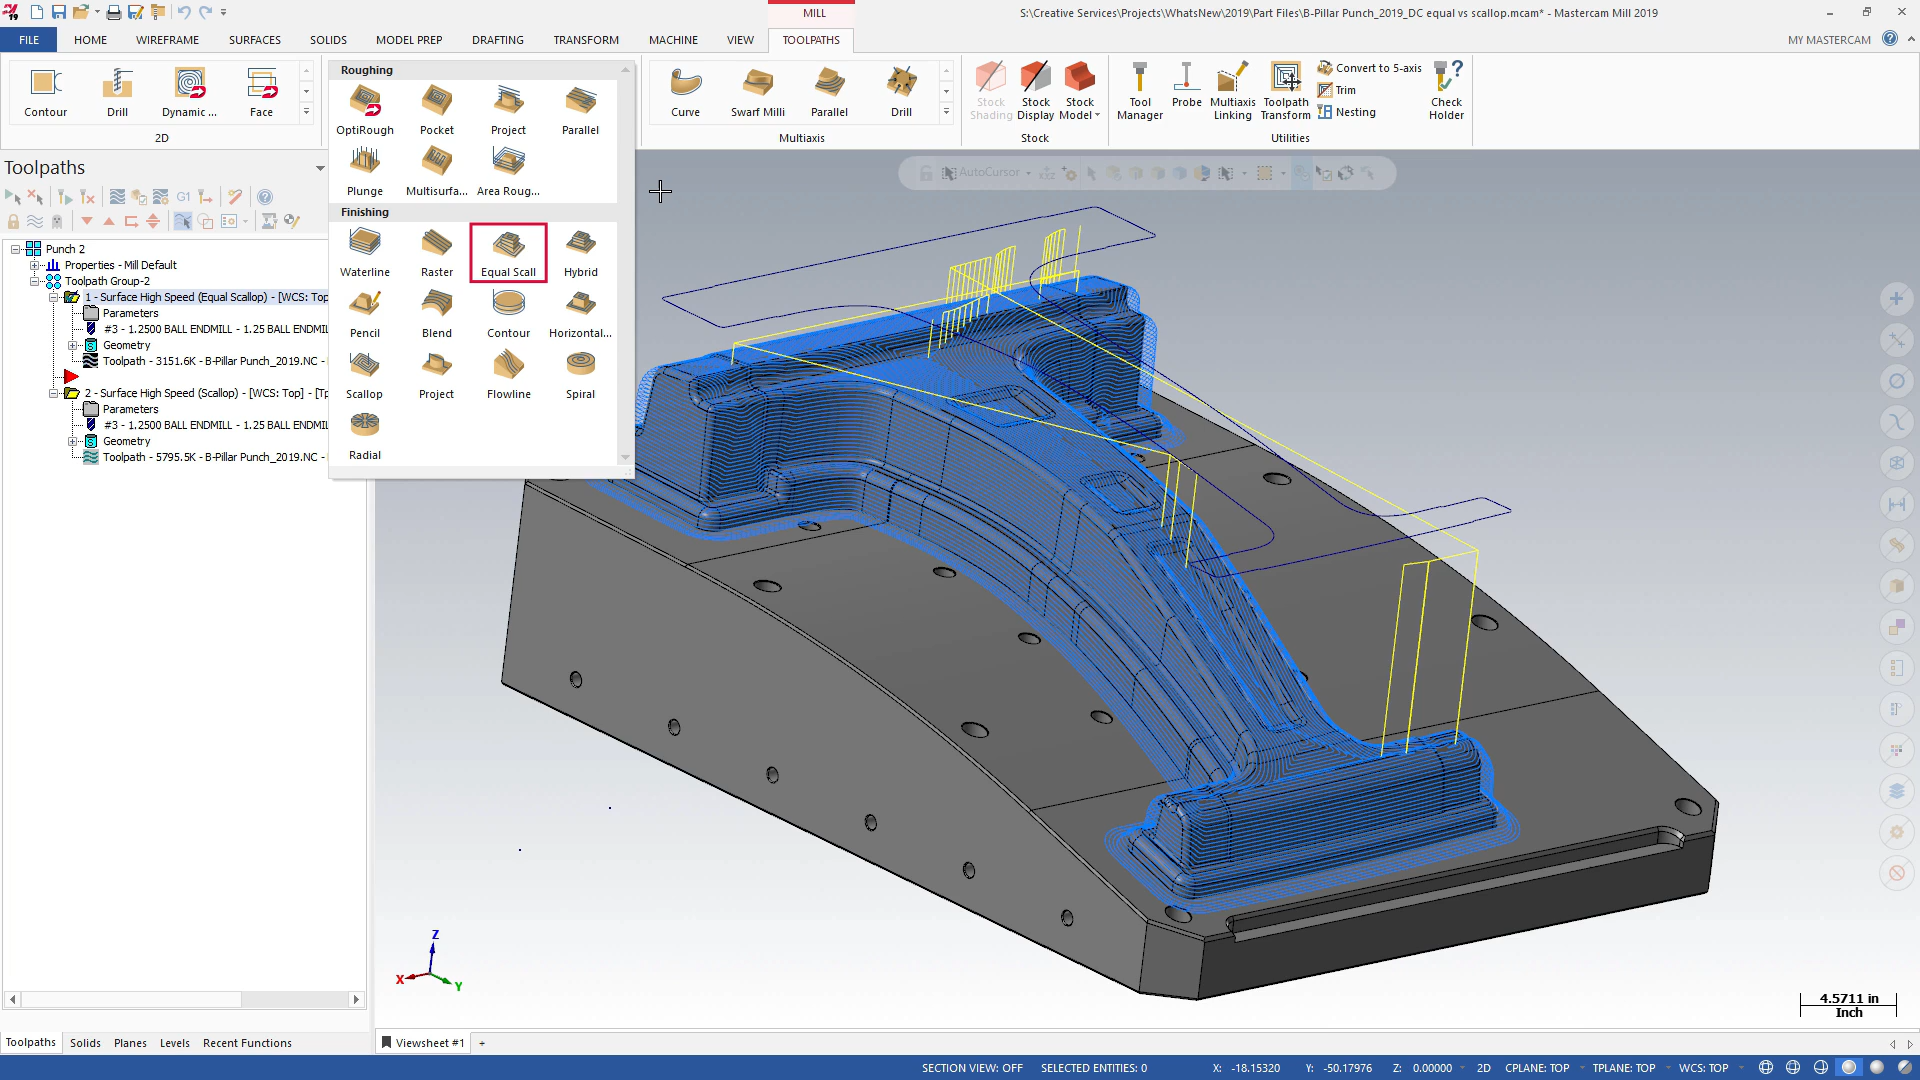 19
MILL
S:\Creative Services\Projects\WhatsNew\2019\Part Files\B-Pillar Punch_2019_DC equal vs scallop.mcam* - Mastercam Mill 2019
FILE HOME WIREFRAME SURFACES SOLIDS MODEL PREP DRAFTING TRANSFORM MACHINE VIEW TOOLPATHS
MY MASTERCAM
Contour Drill Dynamic ... Face
2D
Roughing
OptiRough Pocket Project Parallel
Plunge Multisurfa... Area Roug...
Finishing
Waterline Raster Equal Scall Hybrid
Pencil Blend Contour Horizontal...
Scallop Project Flowline Spiral
Radial
Curve Swarf Milli Parallel Drill
Multiaxis
Stock Shading
Stock Display
Stock Model
Stock
Tool Manager
Probe
Multiaxis Linking
Toolpath Transform
Convert to 5-axis
Trim
Nesting
Utilities
Check Holder
Toolpaths
G1
AutoCursor
Punch 2
Properties - Mill Default
Toolpath Group-2
1 - Surface High Speed (Equal Scallop) - [WCS: Top
Parameters
#3 - 1.2500 BALL ENDMILL - 1.25 BALL ENDMIL
Geometry
Toolpath - 3151.6K - B-Pillar Punch_2019.NC -
2 - Surface High Speed (Scallop) - [WCS: Top] - [Tp
Parameters
#3 - 1.2500 BALL ENDMILL - 1.25 BALL ENDMIL
Geometry
Toolpath - 5795.5K - B-Pillar Punch_2019.NC -
Z
X
Y
4.5711 in
Inch
Toolpaths Solids Planes Levels Recent Functions
Viewsheet #1 +
SECTION VIEW: OFF SELECTED ENTITIES: 0 X: -18.15320 Y: -50.17976 Z: 0.00000 2D CPLANE: TOP TPLANE: TOP WCS: TOP